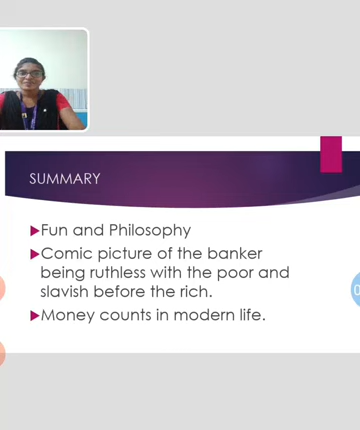 SUMMARY
Fun and Philosophy
Comic picture of the banker
being ruthless with the poor and
slavish before the rich.
Money counts in modern life.
0